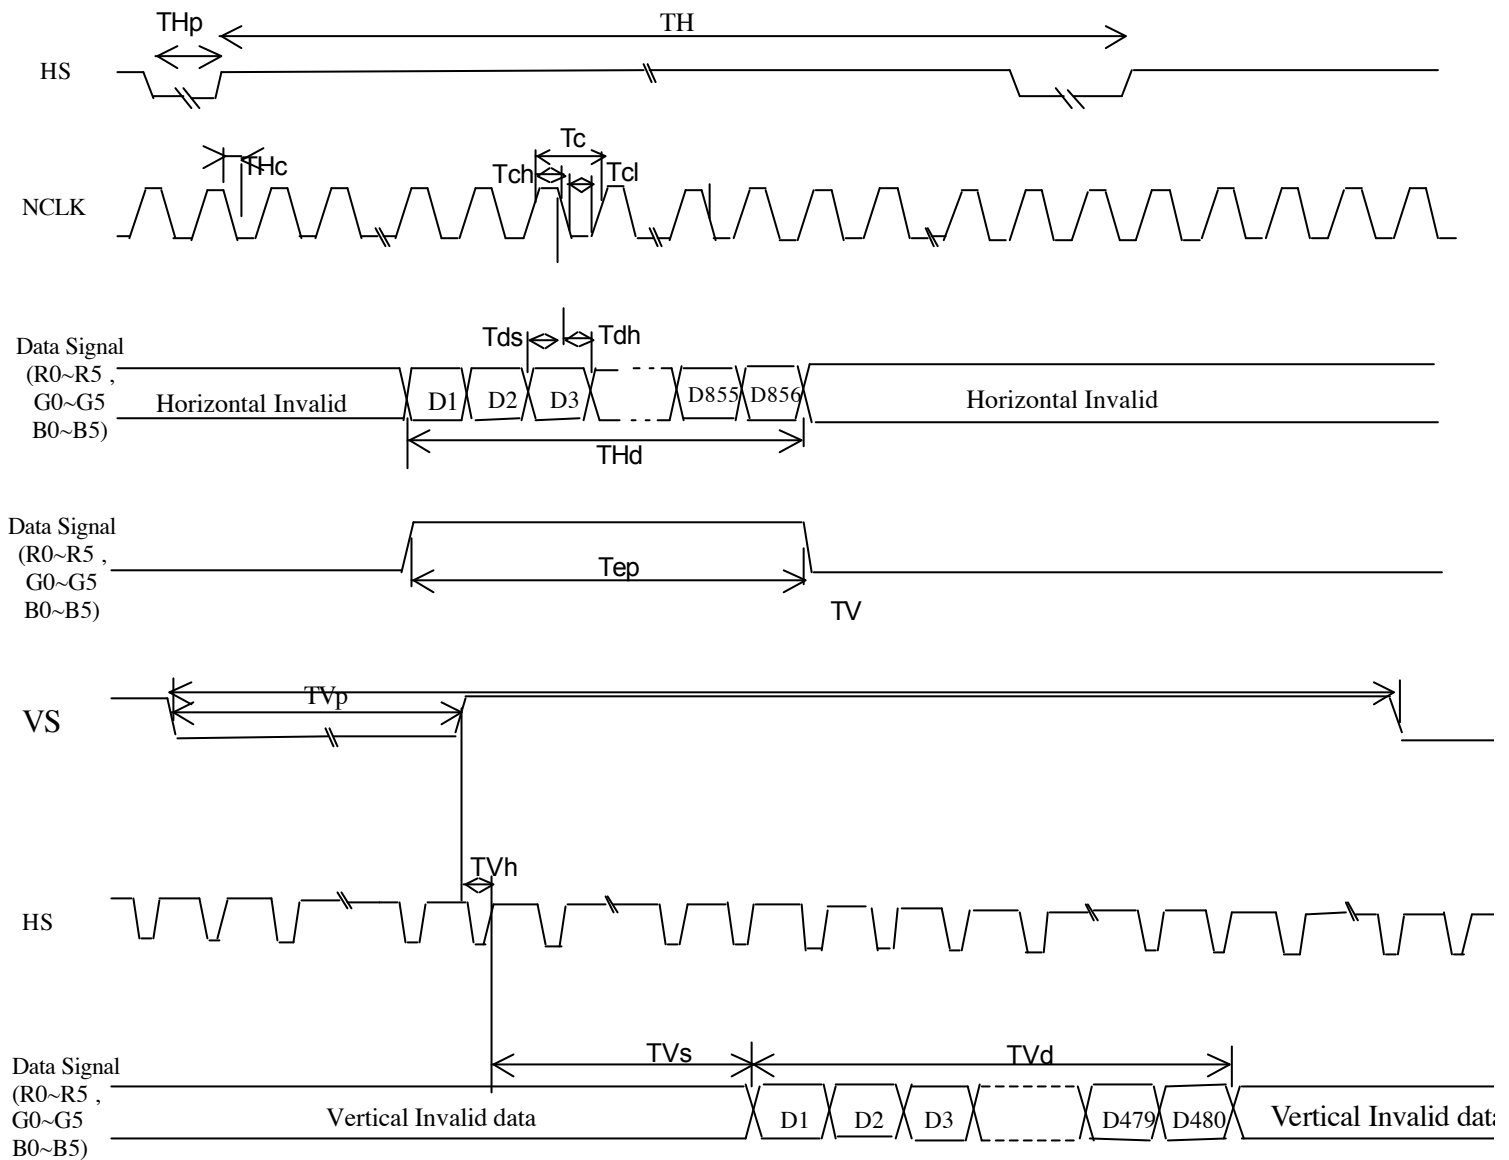 THp
TH
HS
Tc
THc
Tch
Tcl
NCLK
Tds
Tdh
Data Signal
(R0~R5 ,
G0~G5
B0~B5)
Horizontal Invalid
D1
D2
D3
D855
D856
Horizontal Invalid
THd
Data Signal
(R0~R5 ,
G0~G5
B0~B5)
Tep
TV
TVp
VS
TVh
HS
TVs
TVd
Data Signal
(R0~R5 ,
G0~G5
B0~B5)
Vertical Invalid data
D1
D2
D3
D479
D480
Vertical Invalid data